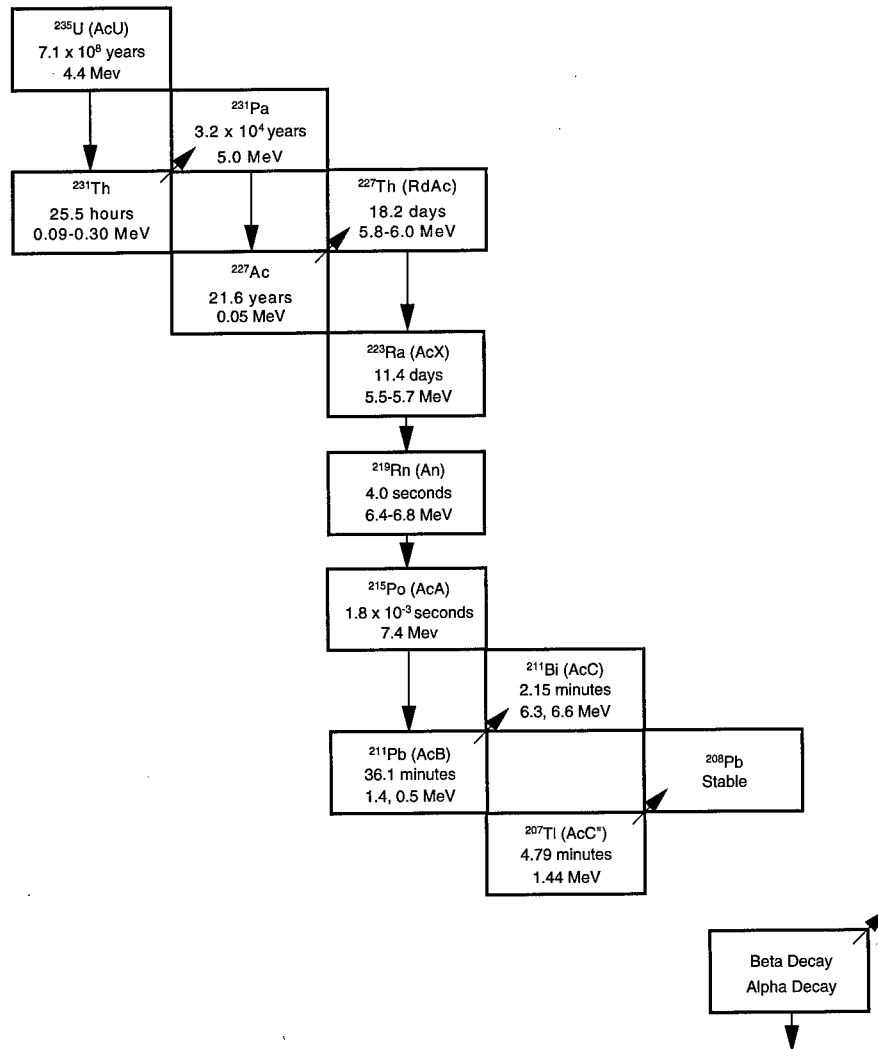 ²³⁵U (AcU)
7.1 x 10⁸ years
4.4 Mev
²³¹Pa
3.2 x 10⁴ years
5.0 MeV
²³¹Th
25.5 hours
0.09-0.30 MeV
²²⁷Th (RdAc)
18.2 days
5.8-6.0 MeV
²²⁷Ac
21.6 years
0.05 MeV
²²³Ra (AcX)
11.4 days
5.5-5.7 MeV
²¹⁹Rn (An)
4.0 seconds
6.4-6.8 MeV
²¹⁵Po (AcA)
1.8 x 10⁻³ seconds
7.4 Mev
²¹¹Bi (AcC)
2.15 minutes
6.3, 6.6 MeV
²¹¹Pb (AcB)
36.1 minutes
1.4, 0.5 MeV
²⁰⁸Pb
Stable
²⁰⁷Tl (AcC")
4.79 minutes
1.44 MeV
Beta Decay
Alpha Decay